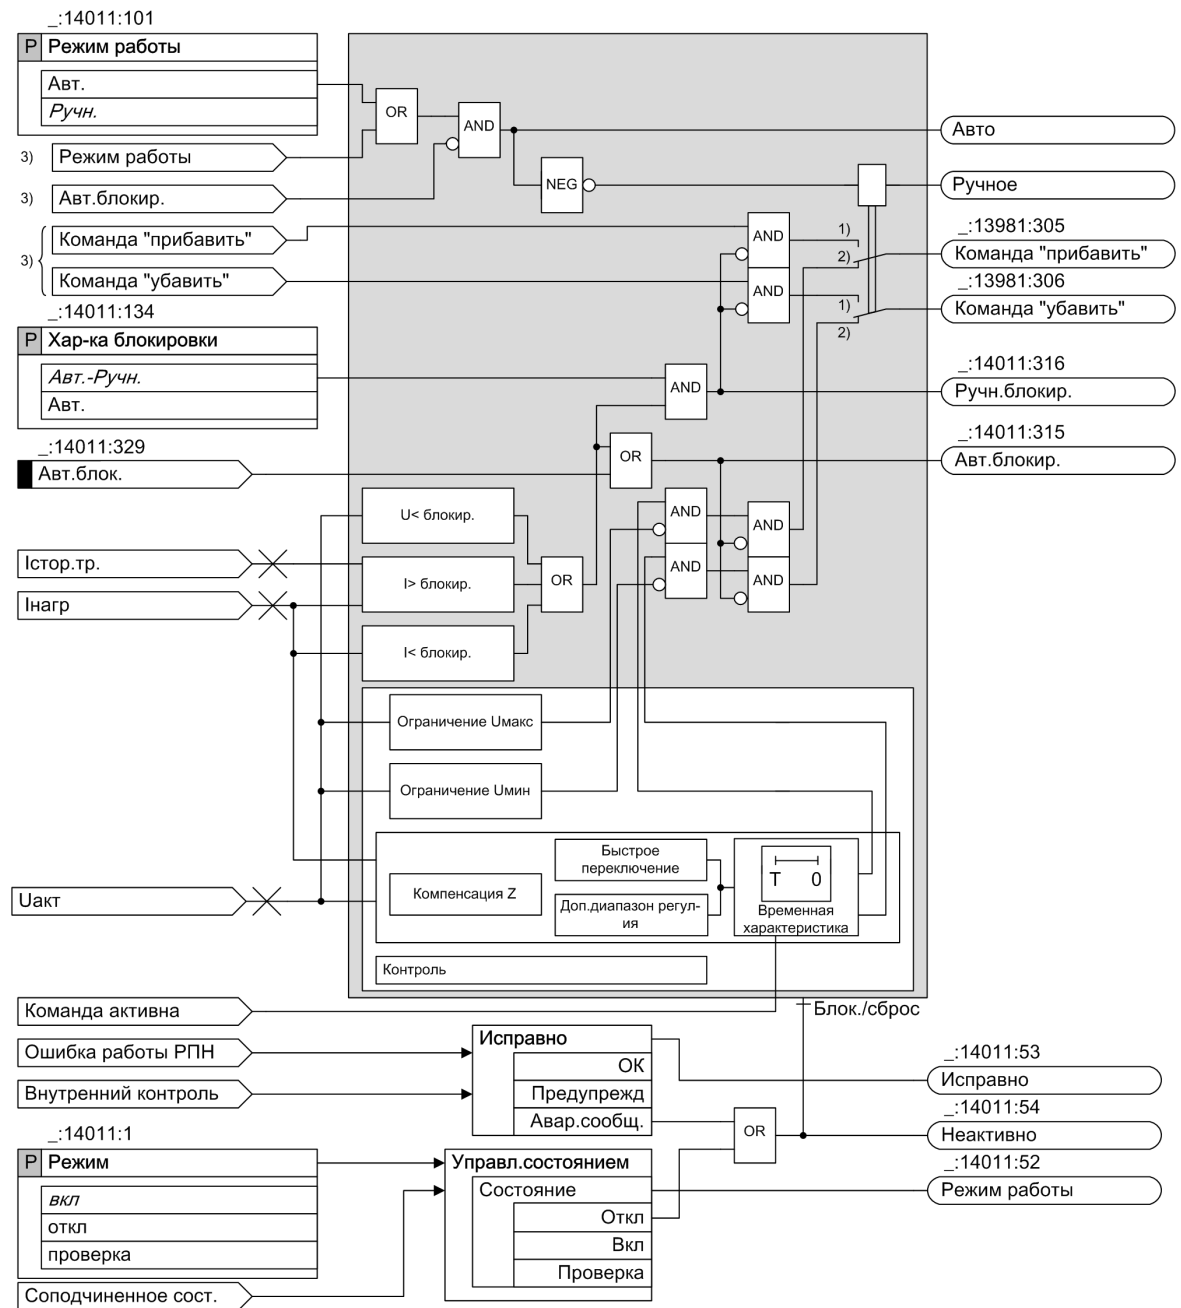 _:14011:101
P Режим работы
Авт.
Ручн.
3) Режим работы
3) Авт.блокир.
3) Команда "прибавить"
Команда "убавить"
_:14011:134
P Хар-ка блокировки
Авт.-Ручн.
Авт.
_:14011:329
Авт.блок.
Iстор.тр.
Iнагр
Uакт
Команда активна
Ошибка работы РПН
Внутренний контроль
_:14011:1
P Режим
вкл
откл
проверка
Соподчиненное сост.
OR
AND
NEG
AND
AND
1)
2)
1)
2)
AND
OR
U< блокир.
I> блокир.
I< блокир.
OR
AND
AND
AND
AND
Ограничение Uмакс
Ограничение Uмин
Компенсация Z
Быстрое
переключение
Доп.диапазон регул-
ия
T 0
Временная
характеристика
Контроль
Блок./сброс
Исправно
ОК
Предупрежд
Авар.сообщ.
OR
Управл.состоянием
Состояние
Откл
Вкл
Проверка
Авто
Ручное
_:13981:305
Команда "прибавить"
_:13981:306
Команда "убавить"
_:14011:316
Ручн.блокир.
_:14011:315
Авт.блокир.
_:14011:53
Исправно
_:14011:54
Неактивно
_:14011:52
Режим работы